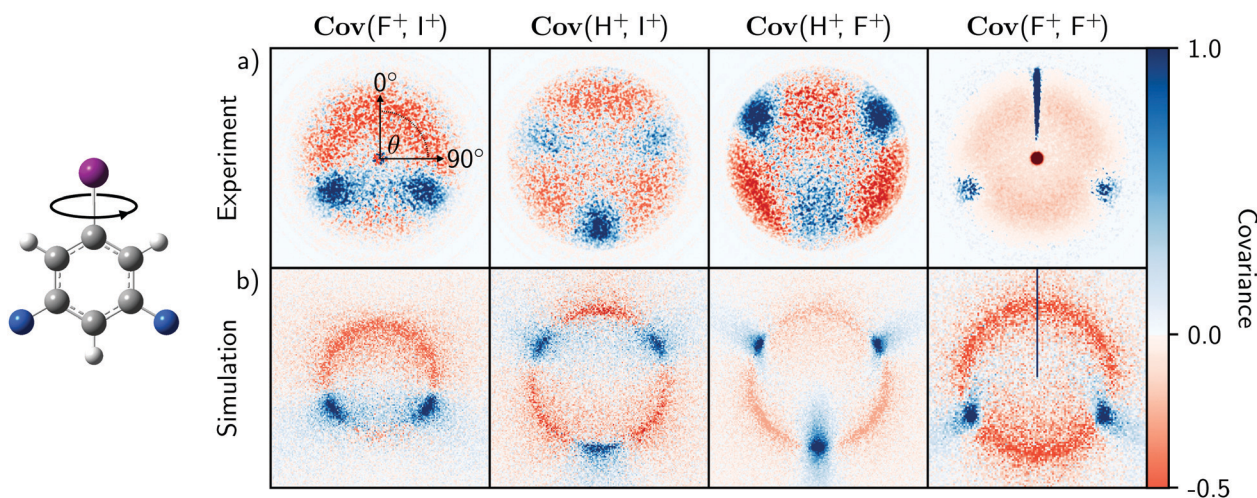 Cov(F⁺, I⁺) Cov(H⁺, I⁺) Cov(H⁺, F⁺) Cov(F⁺, F⁺)
a)
Experiment
0°
θ
90°
b)
Simulation
1.0
0.0
-0.5
Covariance